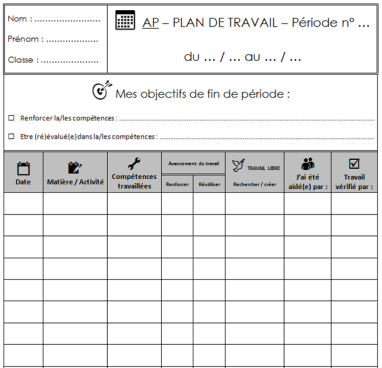 Nom : ………………….
Prénom : ………………
Classe : ……………….
AP – PLAN DE TRAVAIL – Période n° …
du … / … au … / …
Mes objectifs de fin de période :
Renforcer la/les compétences : ……………………………………………………
Etre (ré)évalué(e)dans la/les compétences : ……………………………………………………
Date
Matière / Activité
Compétences
travaillées
Avancement du travail
Renforcer
Réutiliser
TRAVAIL LIBRE
Rechercher / créer
J'ai été
aidé(e) par :
Travail
vérifié par :